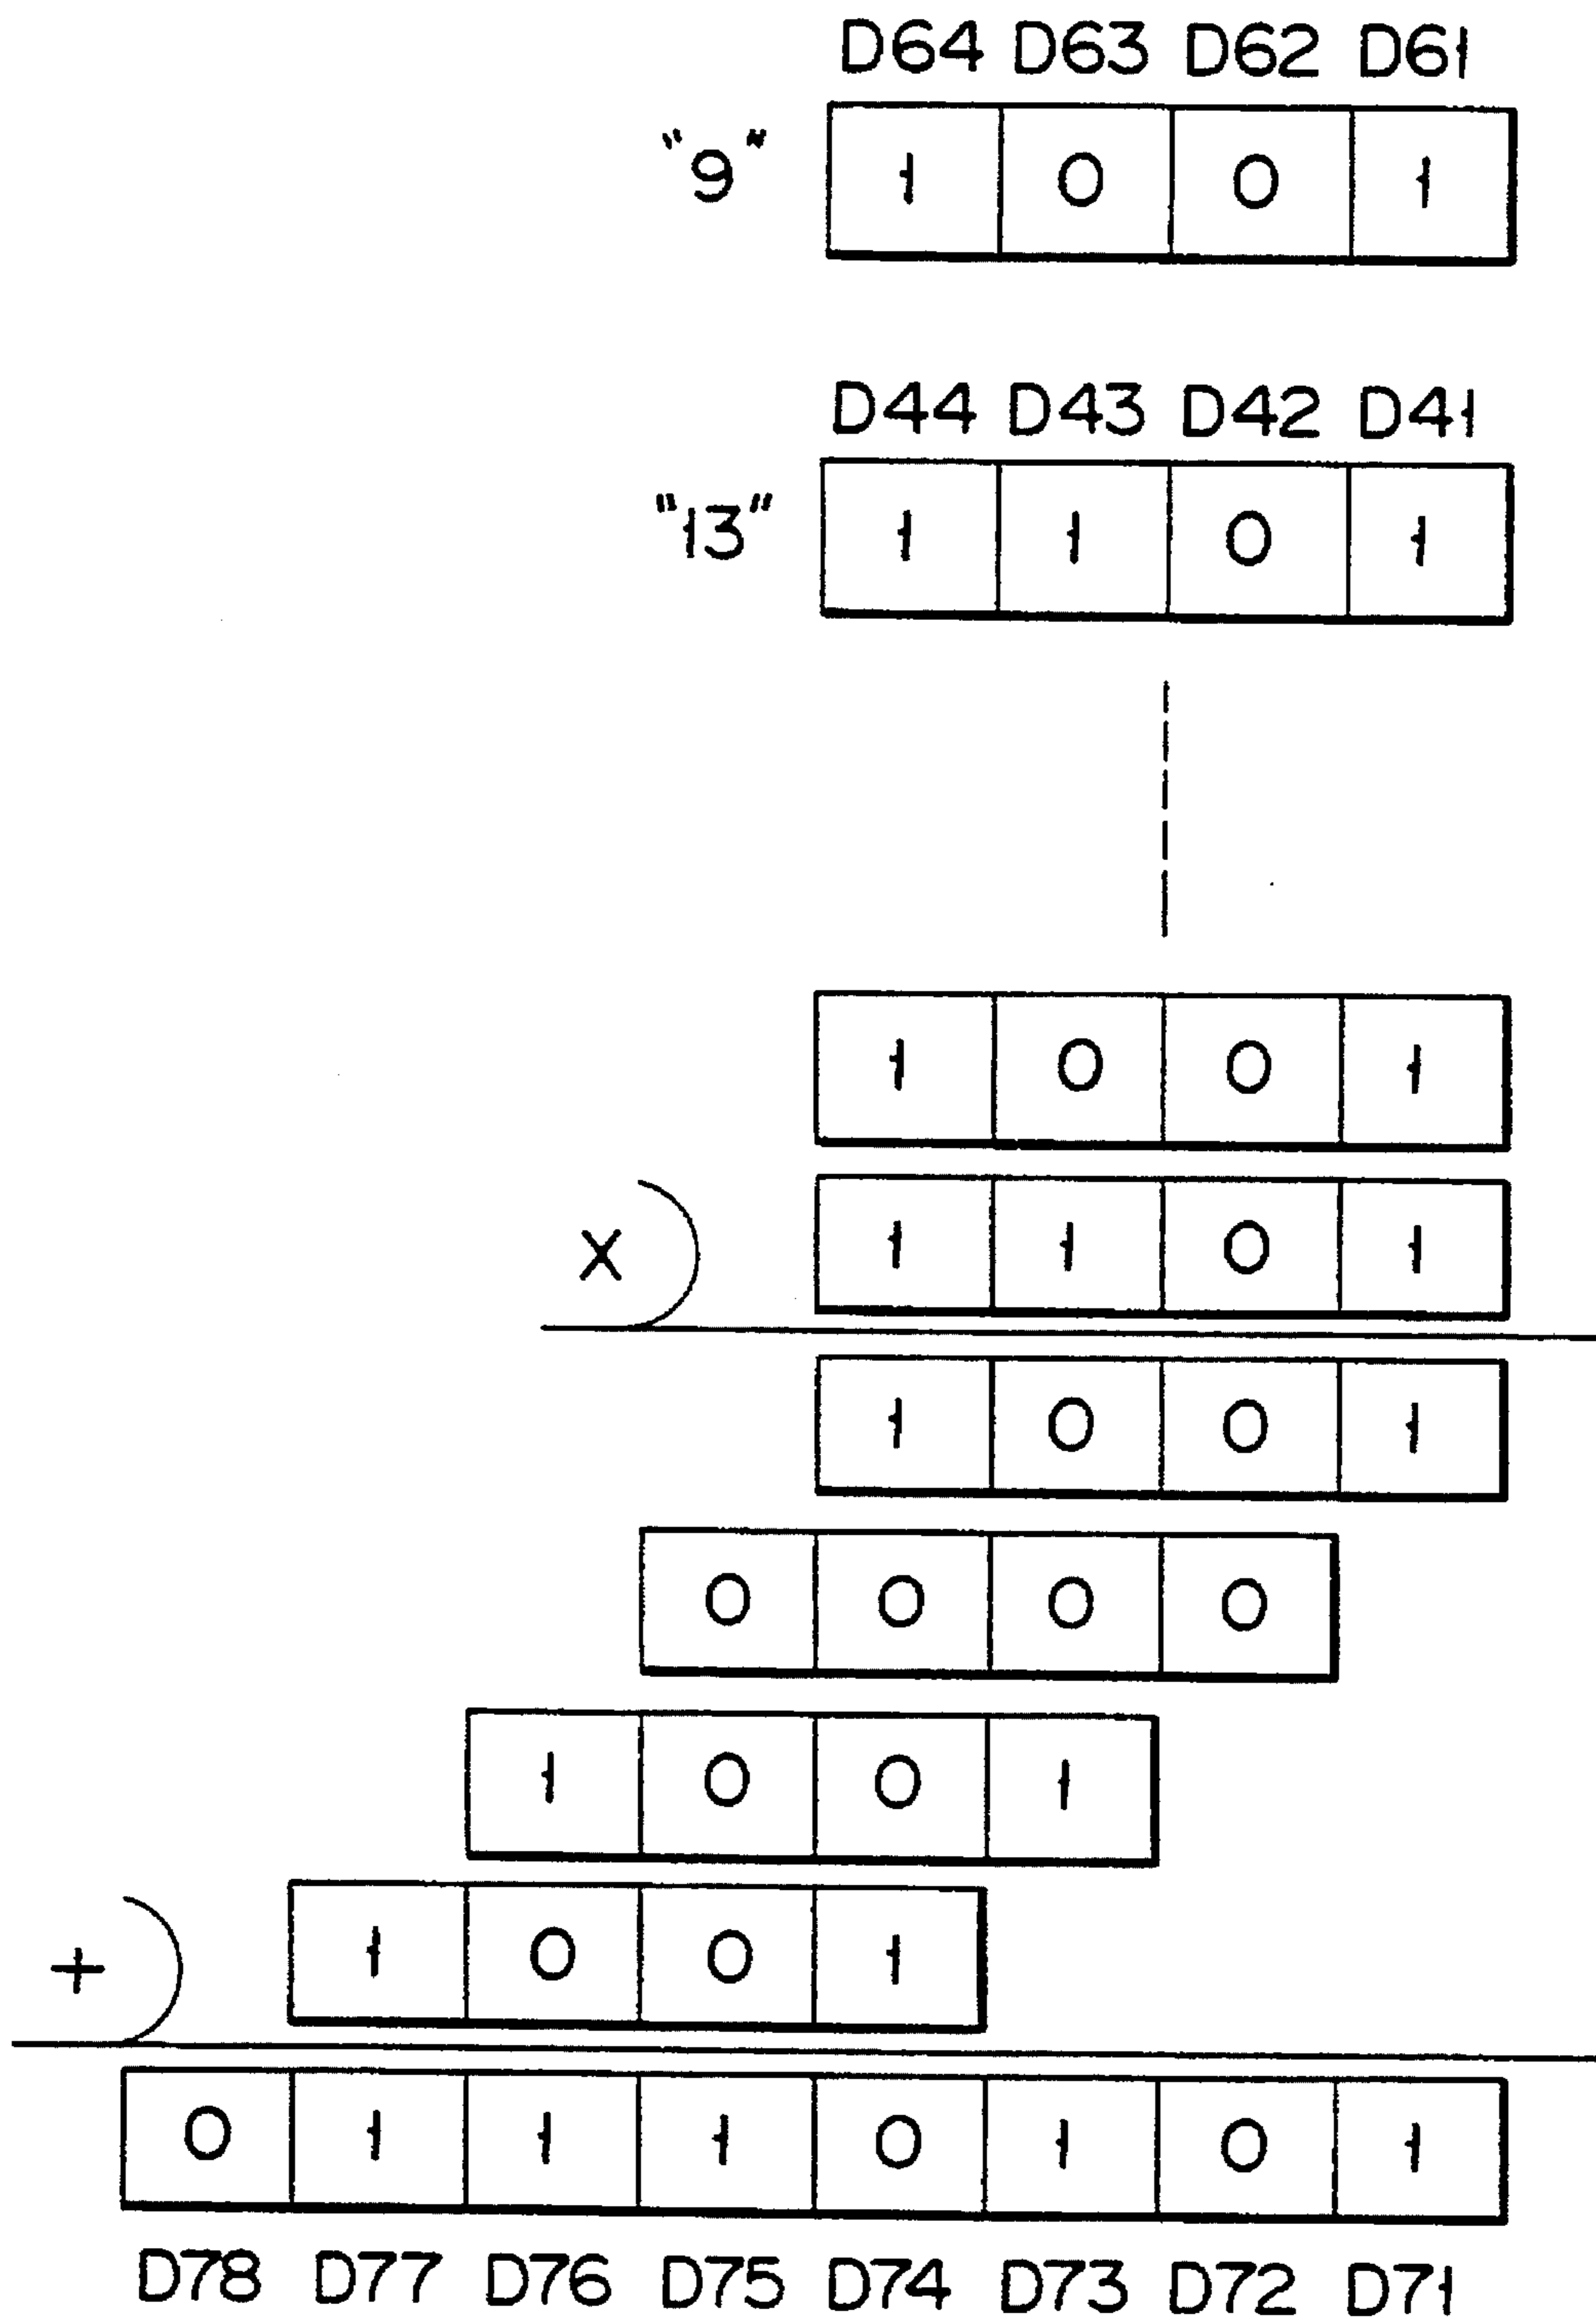 D64 D63 D62 D61
"9" 1 0 0 1
D44 D43 D42 D41
"13" 1 1 0 1
1 0 0 1
X 1 1 0 1
1 0 0 1
0 0 0 0
1 0 0 1
+ 1 0 0 1
0 1 1 1 0 1 0 1
D78 D77 D76 D75 D74 D73 D72 D71